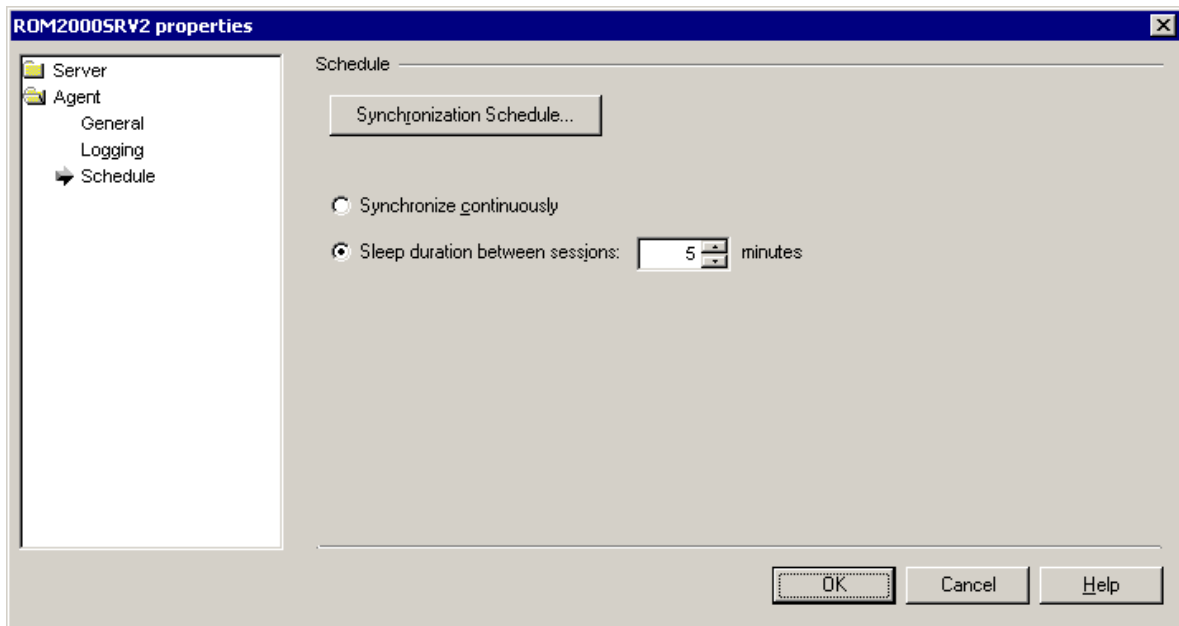 ROM2000SRV2 properties
Server
Agent
General
Logging
Schedule
Schedule
Synchronization Schedule...
Synchronize continuously
Sleep duration between sessions: 5 minutes
OK Cancel Help